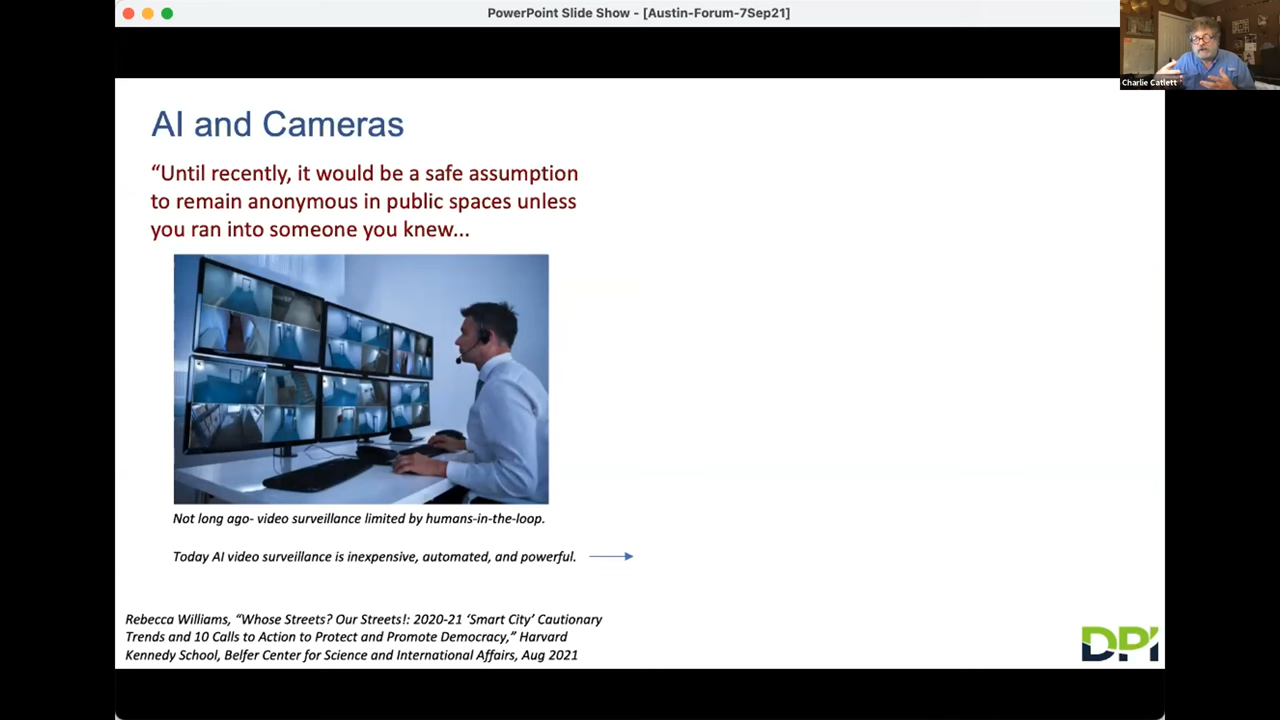 PowerPoint Slide Show - [Austin-Forum-7Sep21]
Charlie Catlett
AI and Cameras
“Until recently, it would be a safe assumption
to remain anonymous in public spaces unless
you ran into someone you knew...
Not long ago- video surveillance limited by humans-in-the-loop.
Today AI video surveillance is inexpensive, automated, and powerful.
Rebecca Williams, “Whose Streets? Our Streets!: 2020-21 ‘Smart City’ Cautionary
Trends and 10 Calls to Action to Protect and Promote Democracy,” Harvard
Kennedy School, Belfer Center for Science and International Affairs, Aug 2021
DPI